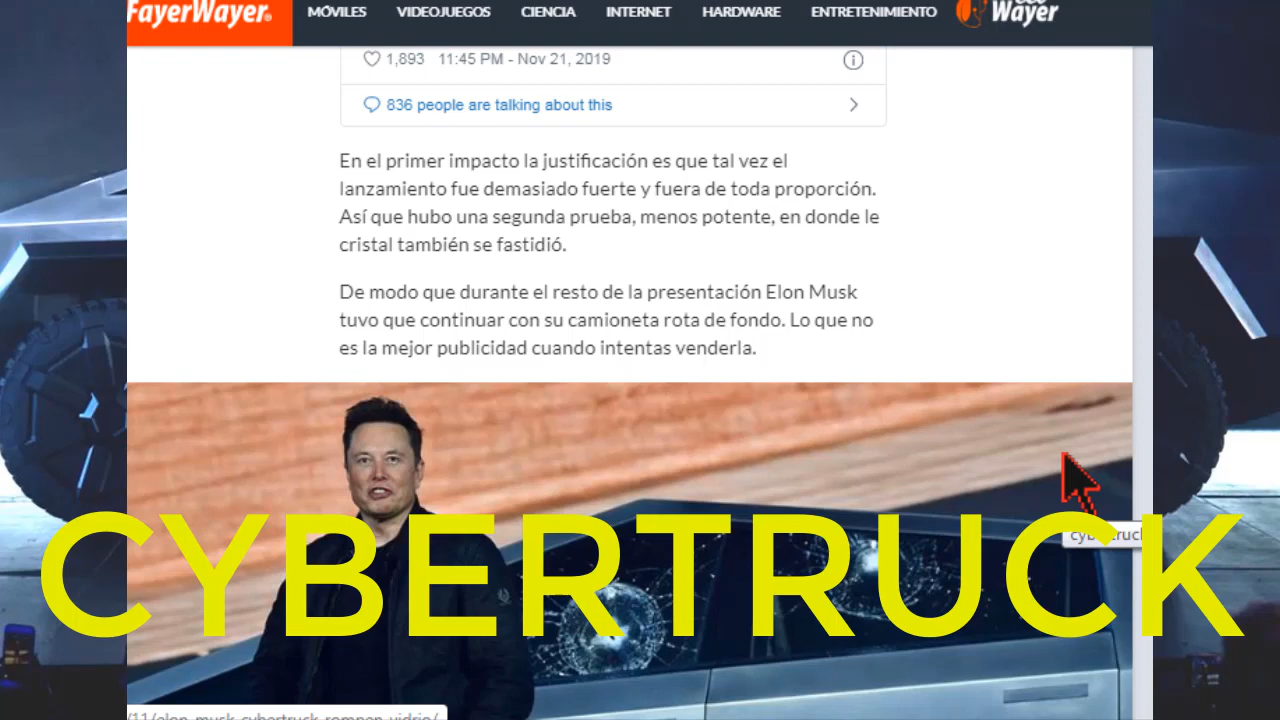 FayerWayer.
MÓVILES VIDEOJUEGOS CIENCIA INTERNET HARDWARE ENTRETENIMIENTO
Wayer
1,893 11:45 PM - Nov 21, 2019
836 people are talking about this
En el primer impacto la justificación es que tal vez el
lanzamiento fue demasiado fuerte y fuera de toda proporción.
Así que hubo una segunda prueba, menos potente, en donde le
cristal también se fastidió.
De modo que durante el resto de la presentación Elon Musk
tuvo que continuar con su camioneta rota de fondo. Lo que no
es la mejor publicidad cuando intentas venderla.
CYBERTRUCK
cybertruck
/11/elon-musk-cybertruck-rompen-vidrio/